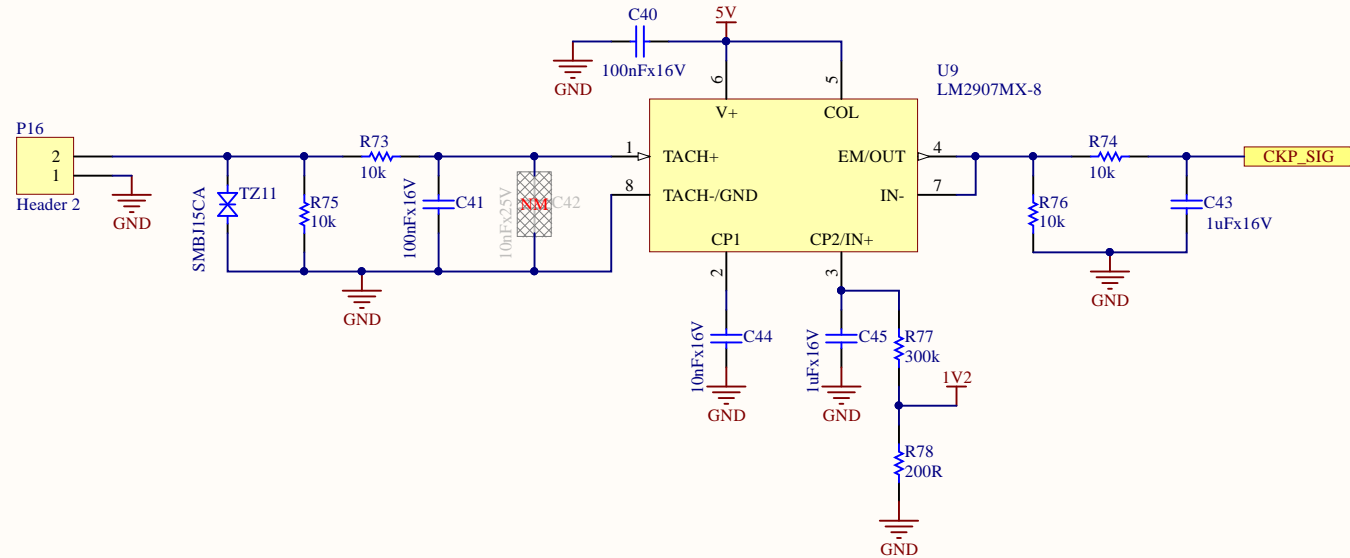 C40
5V
100nFx16V
GND
6
5
U9
LM2907MX-8
V+
COL
P16
2
1
Header 2
GND
R73
10k
1
TACH+
EM/OUT
4
R74
10k
CKP_SIG
8
TACH-/GND
IN-
7
TZ11
SMBJ15CA
R75
10k
C41
100nFx16V
NM
C42
10nFx25V
R76
10k
C43
1uFx16V
CP1
CP2/IN+
2
3
GND
GND
C44
10nFx16V
C45
1uFx16V
R77
300k
1V2
GND
GND
R78
200R
GND